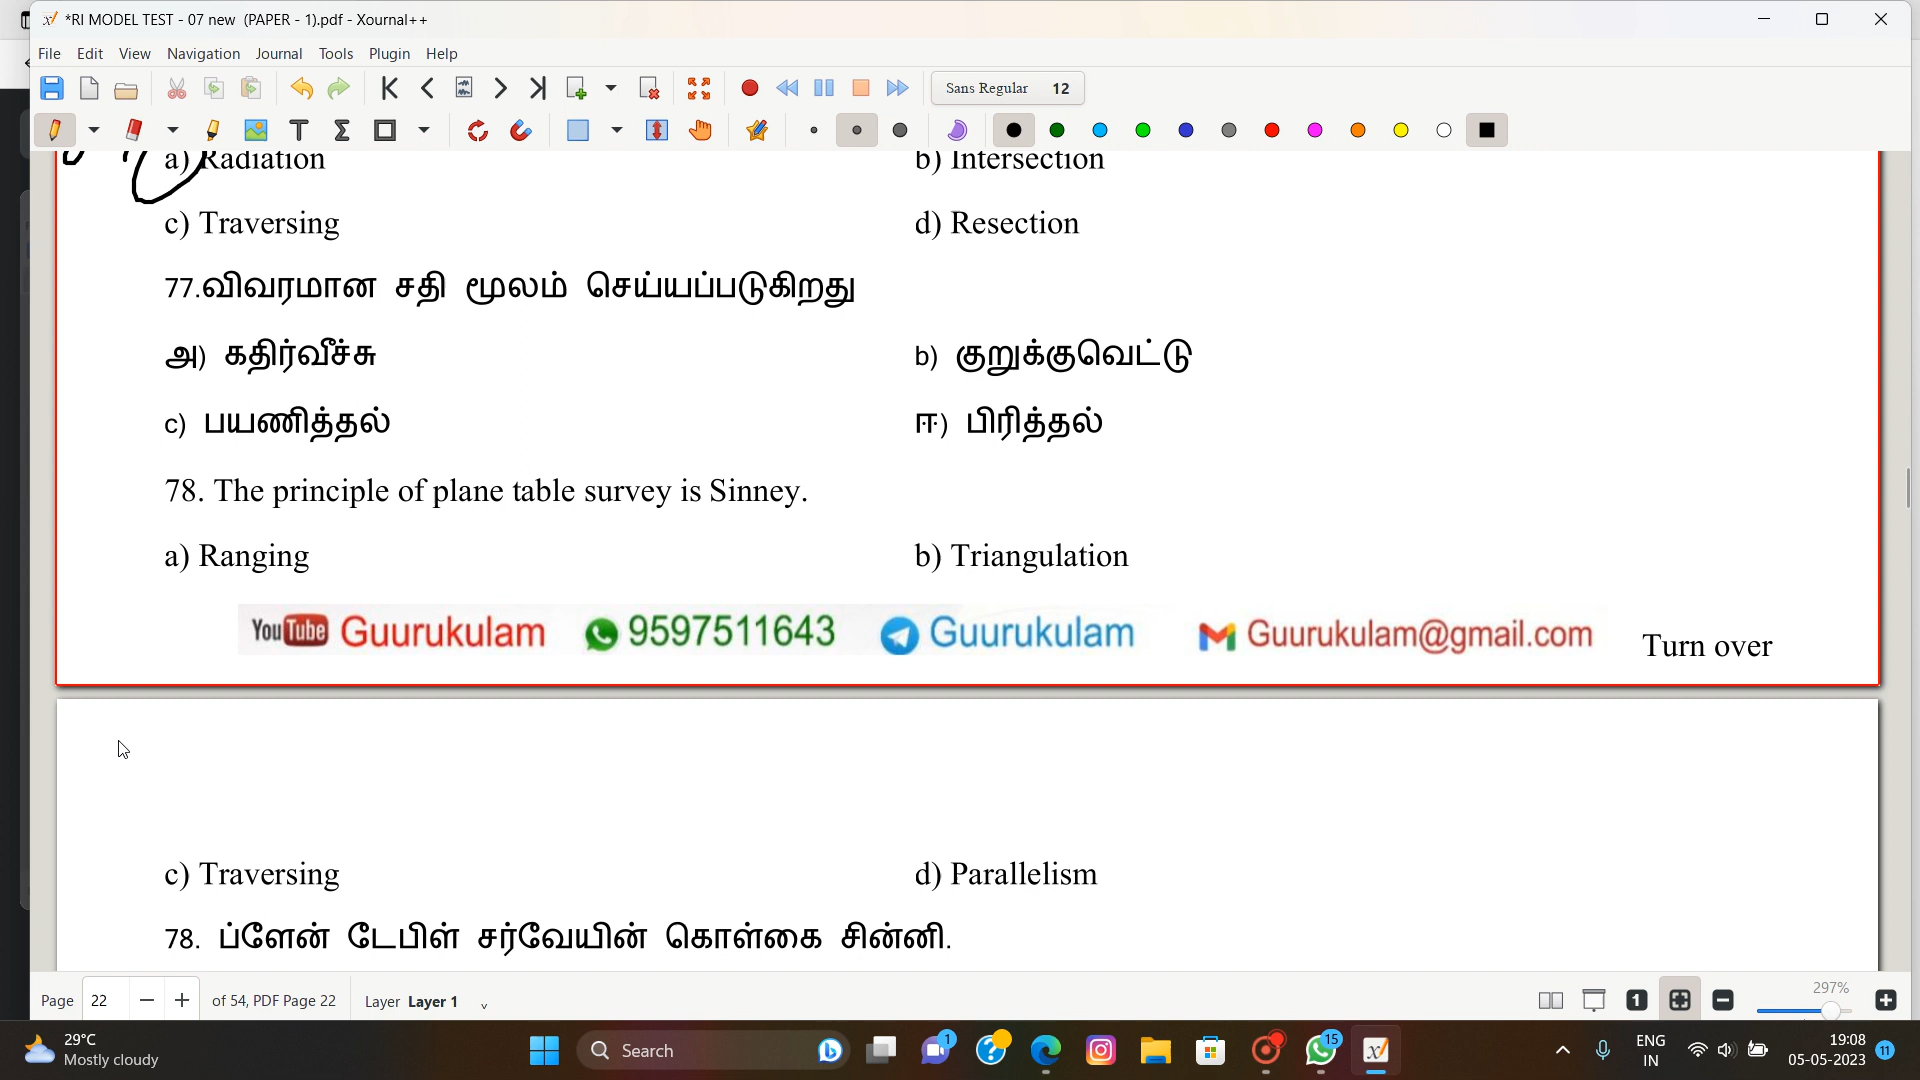 *RI MODEL TEST - 07 new (PAPER - 1).pdf - Xournal++
File Edit View Navigation Journal Tools Plugin Help
Sans Regular 12
a) Radiation b) Intersection
c) Traversing d) Resection
77.விவரமான சதி மூலம் செய்யப்படுகிறது
அ) கதிர்வீச்சு b) குறுக்குவெட்டு
c) பயணித்தல் ஈ) பிரித்தல்
78. The principle of plane table survey is Sinney.
a) Ranging b) Triangulation
YouTube Guurukulam 9597511643 Guurukulam Guurukulam@gmail.com Turn over
c) Traversing d) Parallelism
78. ப்ளேன் டேபிள் சர்வேயின் கொள்கை சின்னி.
Page 22 of 54, PDF Page 22 Layer Layer 1 297%
29°C
Mostly cloudy
Search
1
15
ENG
IN
19:08
05-05-2023
11